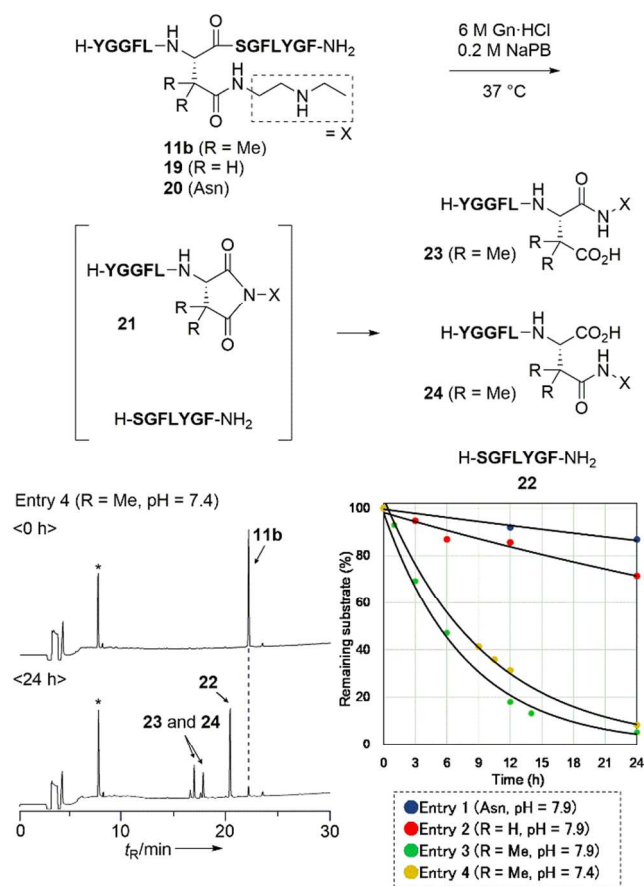 H-YGGFL
H
N
O
SGFLYGF-NH2
R
R
O
H
N
H
N
= X
11b (R = Me)
19 (R = H)
20 (Asn)
6 M Gn·HCl
0.2 M NaPB
37 °C
H-YGGFL
H
N
O
R
R
N
X
O
21
H-SGFLYGF-NH2
H-YGGFL
H
N
O
HN
X
R
R
CO2H
23 (R = Me)
H-YGGFL
H
N
CO2H
R
R
H
N
X
O
24 (R = Me)
H-SGFLYGF-NH2
22
Entry 4 (R = Me, pH = 7.4)
<0 h>
*
11b
<24 h>
*
23 and 24
22
0 10 20 30
tR/min
Remaining substrate (%)
100
80
60
40
20
0
0 3 6 9 12 15 18 21 24
Time (h)
Entry 1 (Asn, pH = 7.9)
Entry 2 (R = H, pH = 7.9)
Entry 3 (R = Me, pH = 7.9)
Entry 4 (R = Me, pH = 7.4)